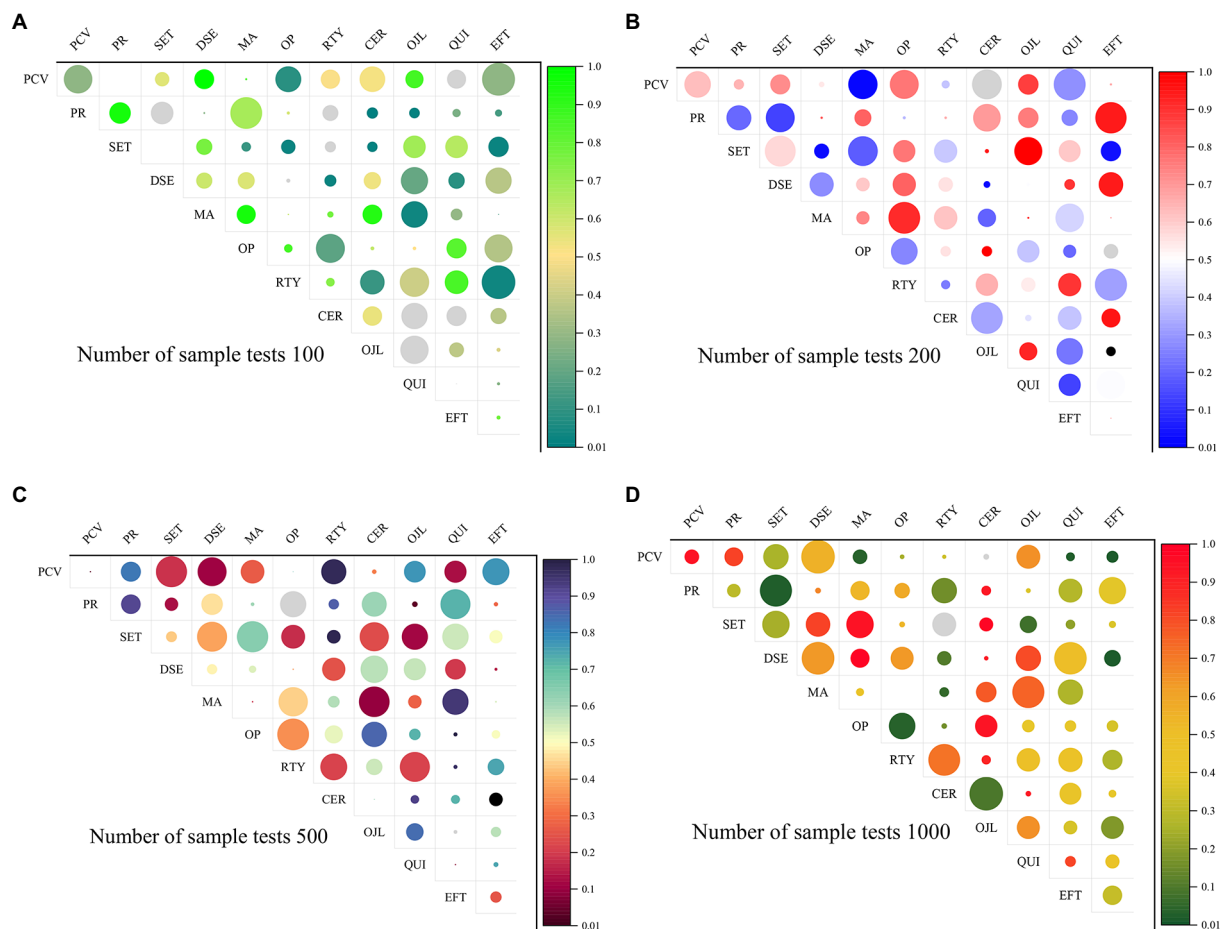 A
PCV PR SET DSE MA OP RTY CER OJL QUI EFT
PCV
PR
SET
DSE
MA
OP
RTY
CER
OJL
QUI
EFT
Number of sample tests 100
1.0
0.9
0.8
0.7
0.6
0.5
0.4
0.3
0.2
0.1
0.01
B
PCV PR SET DSE MA OP RTY CER OJL QUI EFT
PCV
PR
SET
DSE
MA
OP
RTY
CER
OJL
QUI
EFT
Number of sample tests 200
1.0
0.9
0.8
0.7
0.6
0.5
0.4
0.3
0.2
0.1
0.01
C
PCV PR SET DSE MA OP RTY CER OJL QUI EFT
PCV
PR
SET
DSE
MA
OP
RTY
CER
OJL
QUI
EFT
Number of sample tests 500
1.0
0.9
0.8
0.7
0.6
0.5
0.4
0.3
0.2
0.1
0.01
D
PCV PR SET DSE MA OP RTY CER OJL QUI EFT
PCV
PR
SET
DSE
MA
OP
RTY
CER
OJL
QUI
EFT
Number of sample tests 1000
1.0
0.9
0.8
0.7
0.6
0.5
0.4
0.3
0.2
0.1
0.01